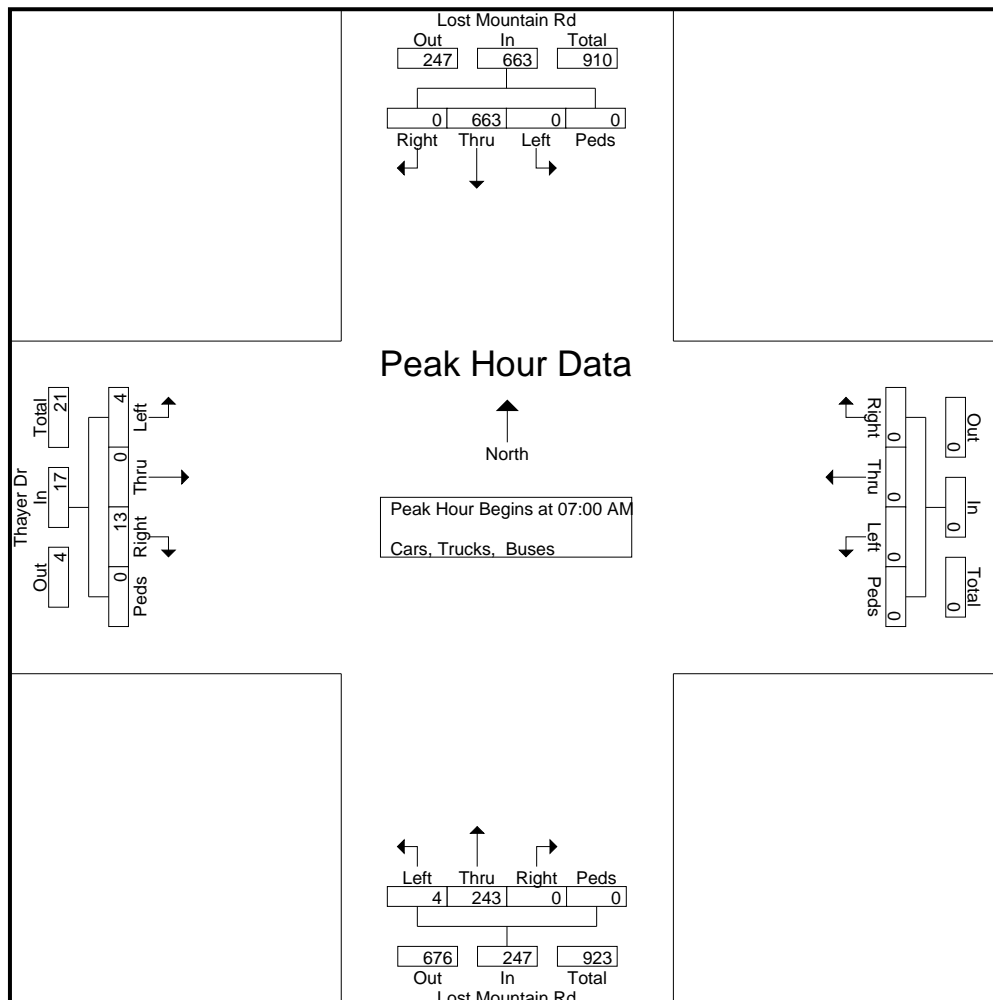 Lost Mountain Rd
Out In Total
247 663 910
0 663 0 0
Right Thru Left Peds
Peak Hour Data
North
Peak Hour Begins at 07:00 AM
Cars, Trucks, Buses
Thayer Dr
Out In Total
4 17 21
4 0 13 0
Left Thru Right Peds
Out In Total
0 0 0
0 0 0 0
Right Thru Left Peds
Left Thru Right Peds
4 243 0 0
676 247 923
Out In Total
Lost Mountain Rd